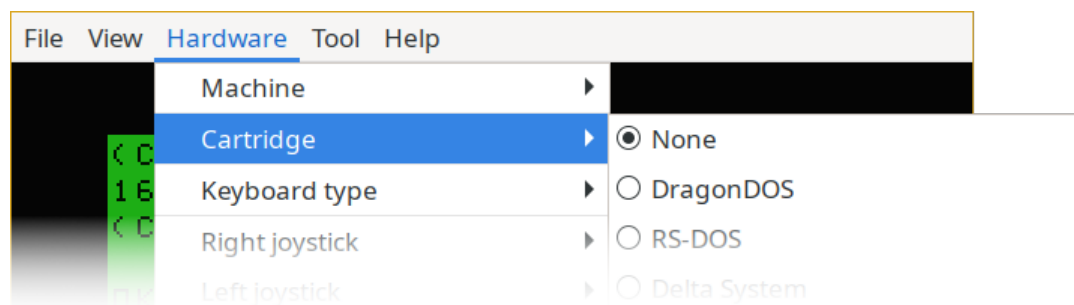 File View Hardware Tool Help
Machine
Cartridge
Keyboard type
Right joystick
Left joystick
None
DragonDOS
RS-DOS
Delta System
( C
16
( C